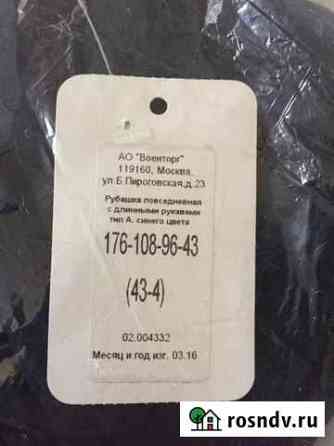 АО "Военторг"
119160, Москва,
ул.Б.Пироговская,д.23
Рубашка повседневная
с длинными рукавами
тип А, синего цвета
176-108-96-43
(43-4)
02.004332
Месяц и год изг. 03.16
rosndv.ru